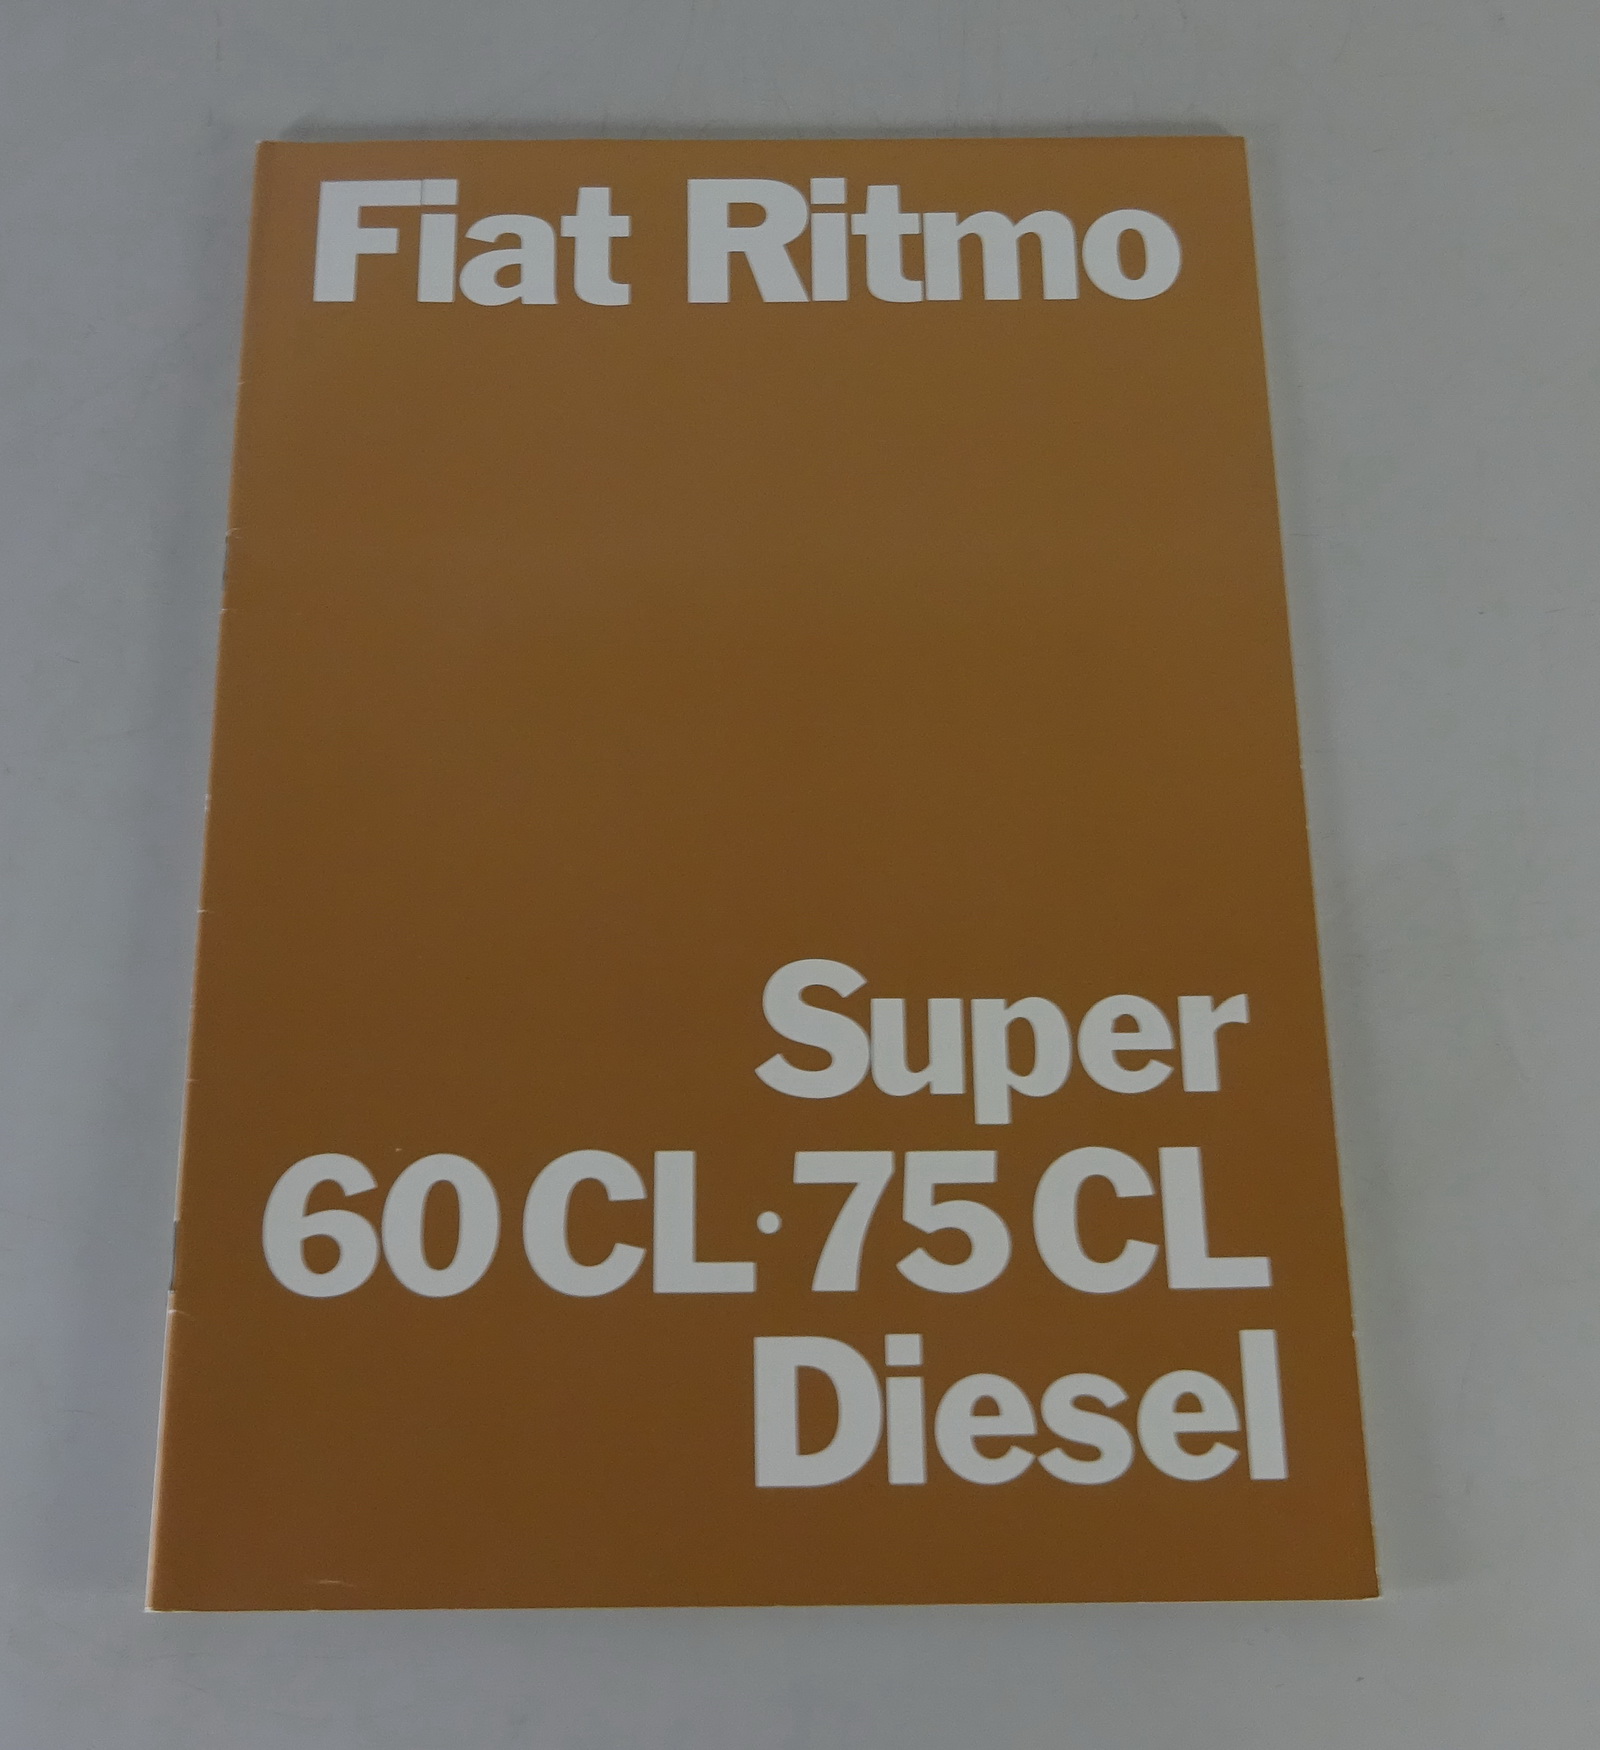 Fiat Ritmo
Super
60 CL·75 CL
Diesel